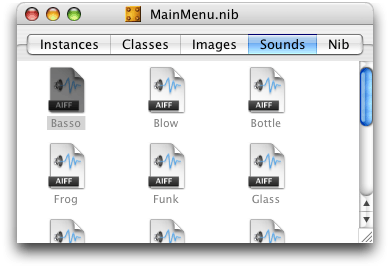 MainMenu.nib
Instances Classes Images Sounds Nib
AIFF AIFF AIFF
Basso Blow Bottle
AIFF AIFF AIFF
Frog Funk Glass